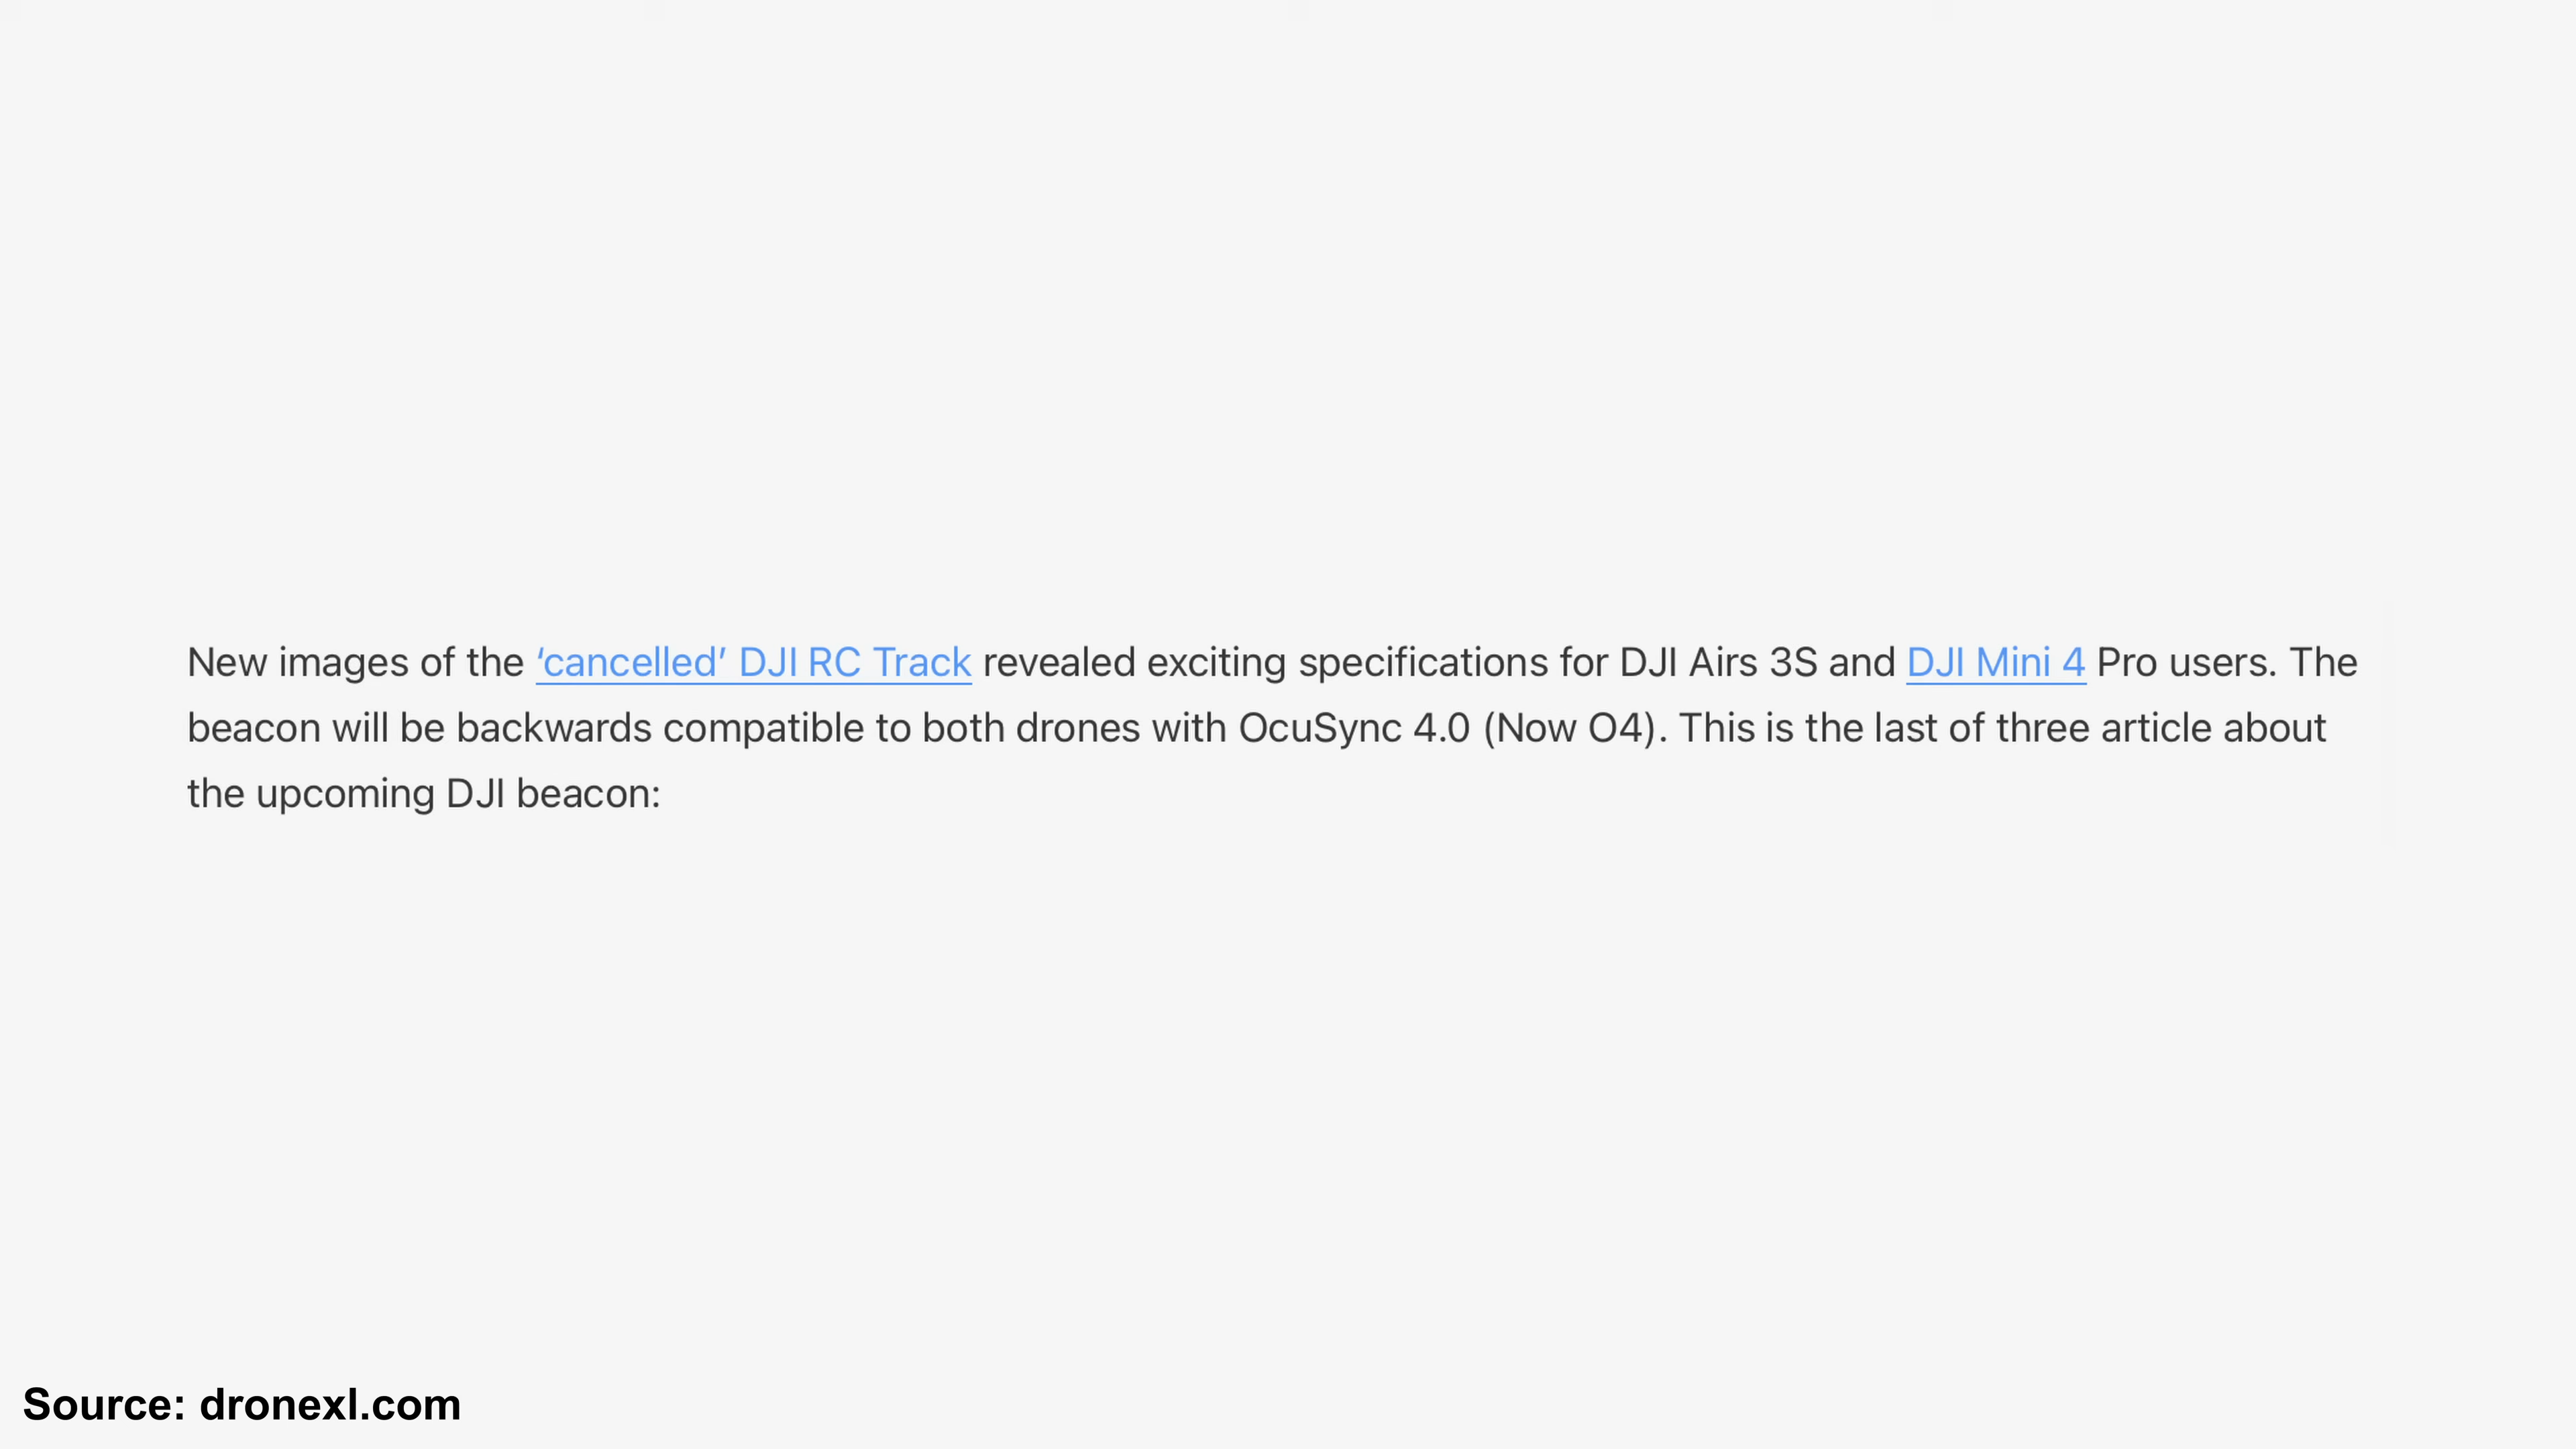 New images of the ‘cancelled’ DJI RC Track revealed exciting specifications for DJI Airs 3S and DJI Mini 4 Pro users. The
beacon will be backwards compatible to both drones with OcuSync 4.0 (Now O4). This is the last of three article about
the upcoming DJI beacon:
Source: dronexl.com